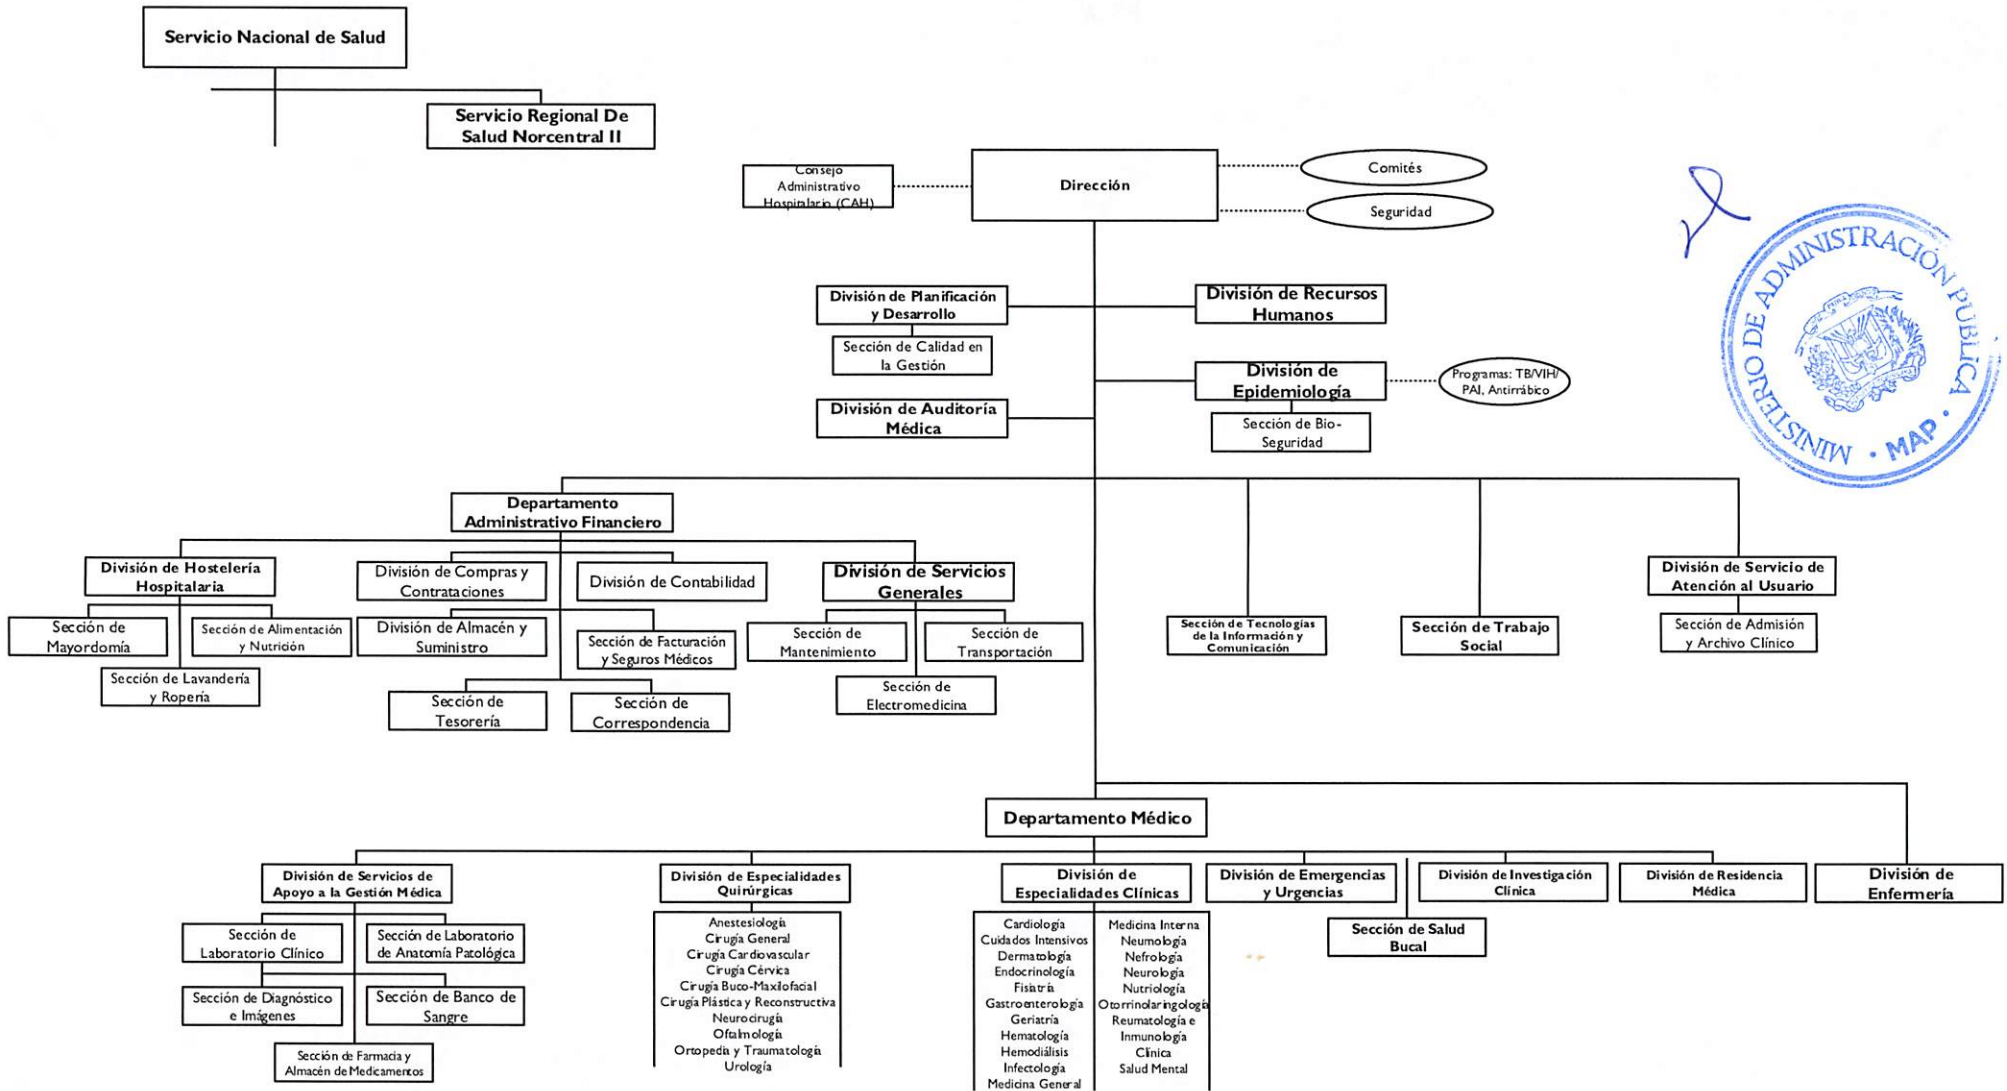 Servicio Nacional de Salud
Servicio Regional De
Salud Norcentral II
Consejo
Administrativo
Hospitalario (CAH)
Dirección
Comités
Seguridad
MINISTERIO DE ADMINISTRACIÓN PÚBLICA
• MAP •
División de Planificación
y Desarrollo
Sección de Calidad en
la Gestión
División de Recursos
Humanos
División de
Epidemiología
Programas: TB/VIH/
PAI, Antirrábico
Sección de Bio-
Seguridad
División de Auditoría
Médica
Departamento
Administrativo Financiero
División de Hostelería
Hospitalaria
División de Compras y
Contrataciones
División de Contabilidad
División de Servicios
Generales
División de Servicio de
Atención al Usuario
Sección de
Mayordomía
Sección de Alimentación
y Nutrición
División de Almacén y
Suministro
Sección de Facturación
y Seguros Médicos
Sección de
Mantenimiento
Sección de
Transportación
Sección de Tecnologías
de la Información y
Comunicación
Sección de Trabajo
Social
Sección de Admisión
y Archivo Clínico
Sección de Lavandería
y Ropería
Sección de
Tesorería
Sección de
Correspondencia
Sección de
Electromedicina
Departamento Médico
División de Servicios de
Apoyo a la Gestión Médica
División de Especialidades
Quirúrgicas
División de
Especialidades Clínicas
División de Emergencias
y Urgencias
División de Investigación
Clínica
División de Residencia
Médica
División de
Enfermería
Sección de Salud
Bucal
Sección de
Laboratorio Clínico
Sección de Laboratorio
de Anatomía Patológica
Sección de Diagnóstico
e Imágenes
Sección de Banco de
Sangre
Sección de Farmacia y
Almacén de Medicamentos
Anestesiología
Cirugía General
Cirugía Cardiovascular
Cirugía Cérvica
Cirugía Buco-Maxilofacial
Cirugía Plástica y Reconstructiva
Neurocirugía
Oftalmología
Ortopedia y Traumatología
Urología
Cardiología
Cuidados Intensivos
Dermatología
Endocrinología
Fisiatría
Gastroenterología
Geriatría
Hematología
Hemodiálisis
Infectología
Medicina General
Medicina Interna
Neumología
Nefrología
Neurología
Nutriología
Otorrinolaringología
Reumatología e
Inmunología
Clínica
Salud Mental